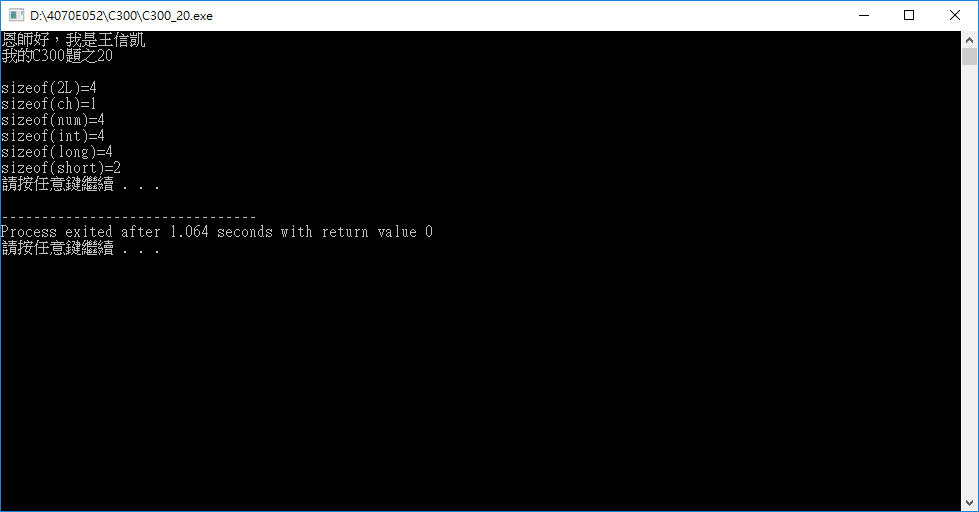 D:\4070E052\C300\C300_20.exe
恩師好，我是王信凱
我的C300題之20
sizeof(2L)=4
sizeof(ch)=1
sizeof(num)=4
sizeof(int)=4
sizeof(long)=4
sizeof(short)=2
請按任意鍵繼續 . . .
--------------------------------
Process exited after 1.064 seconds with return value 0
請按任意鍵繼續 . . .